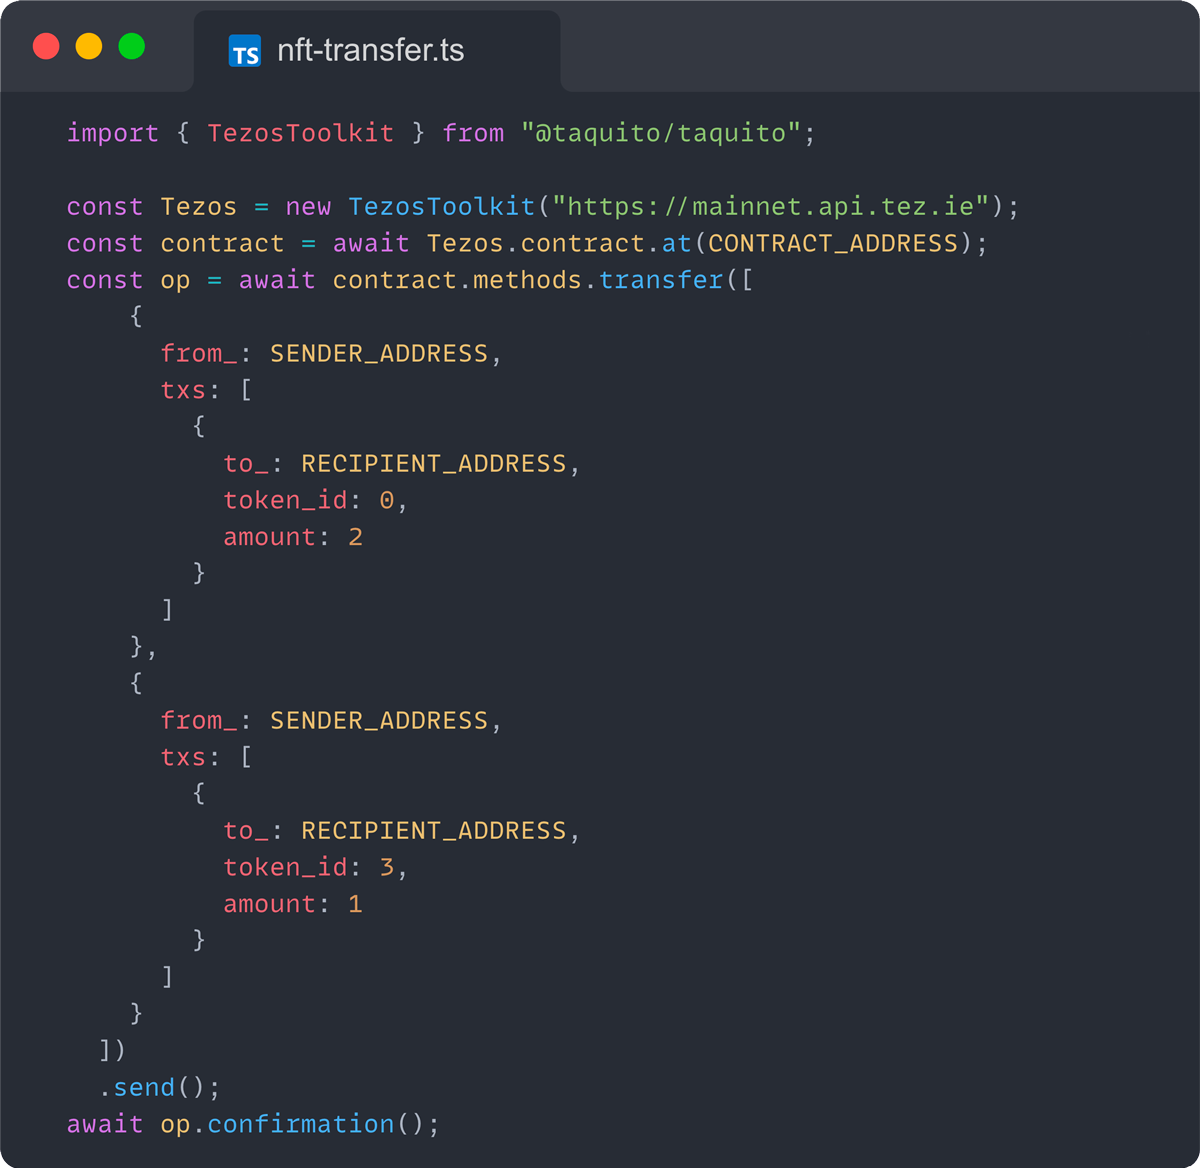 TS nft-transfer.ts
import { TezosToolkit } from "@taquito/taquito";
const Tezos = new TezosToolkit("https://mainnet.api.tez.ie");
const contract = await Tezos.contract.at(CONTRACT_ADDRESS);
const op = await contract.methods.transfer([
    {
      from_: SENDER_ADDRESS,
      txs: [
        {
          to_: RECIPIENT_ADDRESS,
          token_id: 0,
          amount: 2
        }
      ]
    },
    {
      from_: SENDER_ADDRESS,
      txs: [
        {
          to_: RECIPIENT_ADDRESS,
          token_id: 3,
          amount: 1
        }
      ]
    }
  ])
  .send();
await op.confirmation();